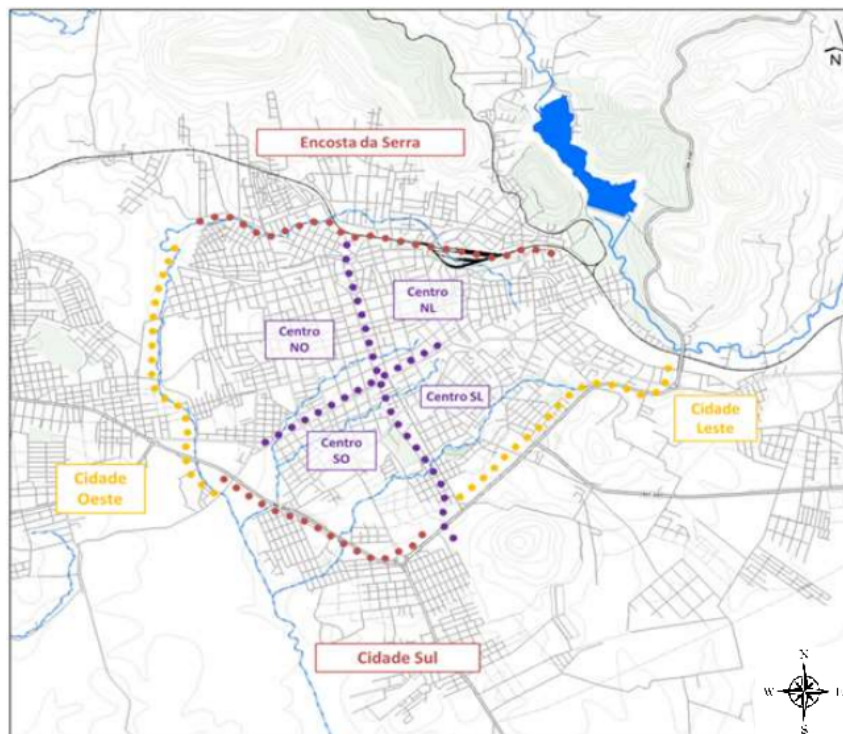 N
Encosta da Serra
Centro
NL
Centro
NO
Centro SL
Cidade
Leste
Centro
SO
Cidade
Oeste
Cidade Sul
N
W
S